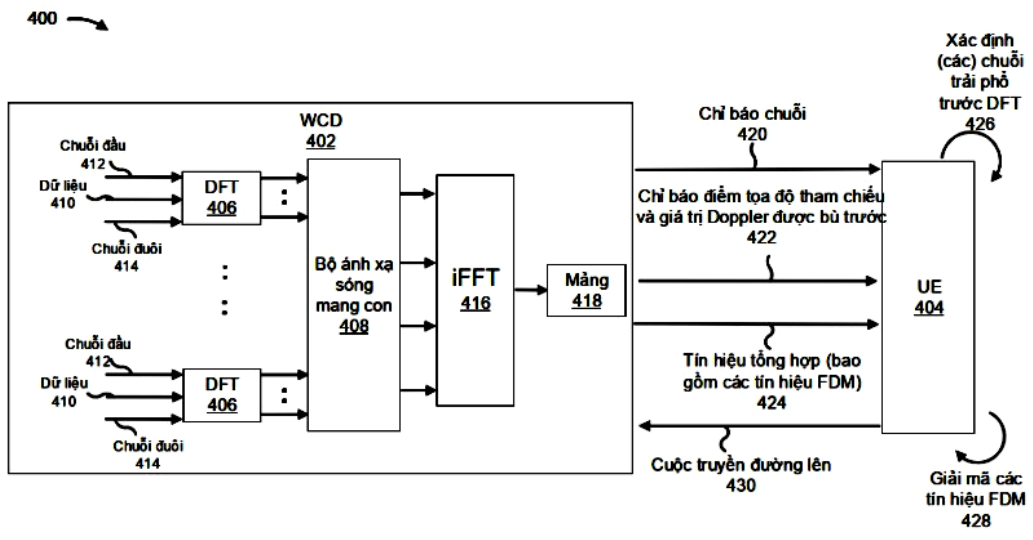 400
WCD
402
Chuỗi đầu
412
Dữ liệu
410
Chuỗi đuôi
414
DFT
406
Chuỗi đầu
412
Dữ liệu
410
Chuỗi đuôi
414
DFT
406
Bộ ánh xạ
sóng
mang con
408
iFFT
416
Mảng
418
Chỉ báo chuỗi
420
Chỉ báo điểm tọa độ tham chiếu
và giá trị Doppler được bù trước
422
Tín hiệu tổng hợp (bao
gồm các tín hiệu FDM)
424
Cuộc truyền đường lên
430
Xác định
(các) chuỗi
trải phổ
trước DFT
426
UE
404
Giải mã các
tín hiệu FDM
428